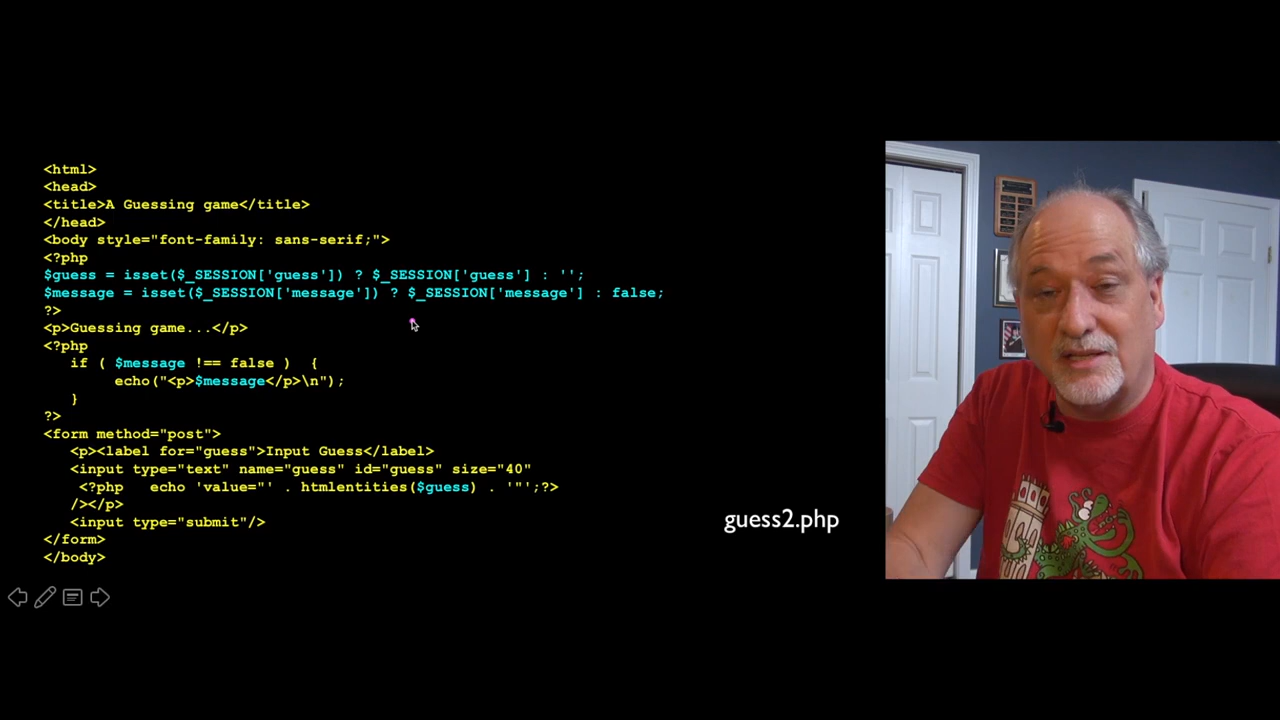 <html>
<head>
<title>A Guessing game</title>
</head>
<body style="font-family: sans-serif;">
<?php
$guess = isset($_SESSION['guess']) ? $_SESSION['guess'] : '';
$message = isset($_SESSION['message']) ? $_SESSION['message'] : false;
?>
<p>Guessing game...</p>
<?php
   if ( $message !== false )  {
        echo("<p>$message</p>\n");
   }
?>
<form method="post">
   <p><label for="guess">Input Guess</label>
   <input type="text" name="guess" id="guess" size="40"
    <?php   echo 'value="' . htmlentities($guess) . '"';?>
   /></p>
   <input type="submit"/>
</form>
</body>
guess2.php